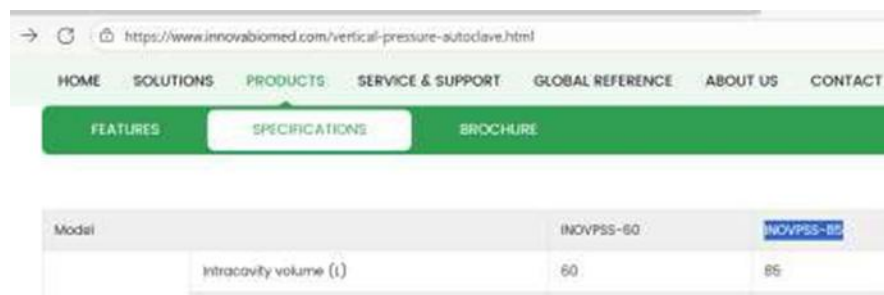 https://www.innovabiomed.com/vertical-pressure-autoclave.html
HOME SOLUTIONS PRODUCTS SERVICE & SUPPORT GLOBAL REFERENCE ABOUT US CONTACT
FEATURES SPECIFICATIONS BROCHURE
Model INOVPSS-60 INOVPSS-85
Intracavity volume (L) 60 85